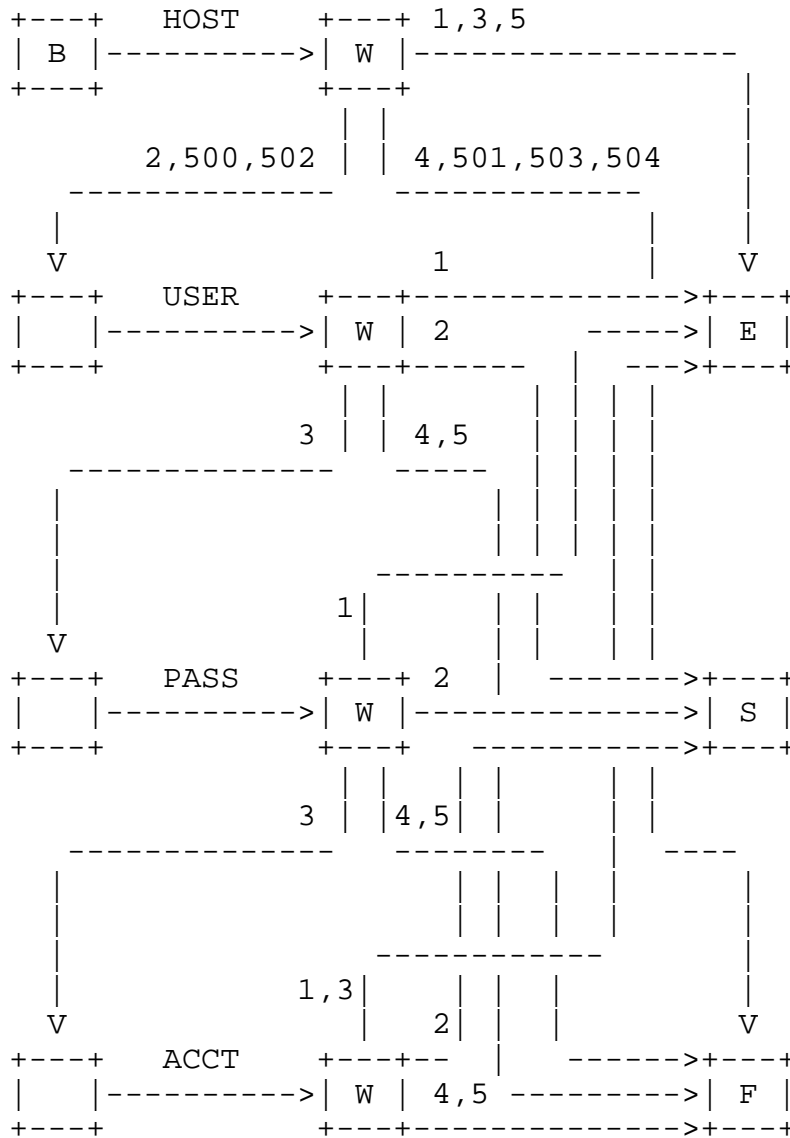 HOST 1,3,5
B W
2,500,502 4,501,503,504
V 1 V
USER
W 2 E
3 4,5
1
V
PASS 2
W S
3 4,5
1,3
V 2 V
ACCT
W 4,5 F